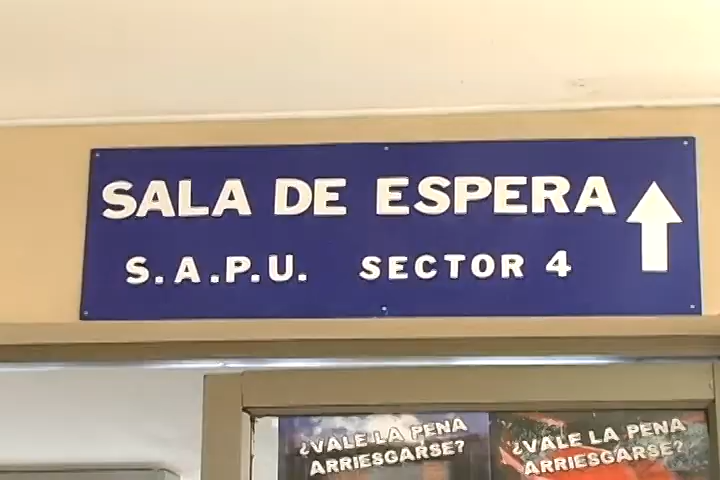 SALA DE ESPERA
S.A.P.U. SECTOR 4
¿VALE LA PENA
ARRIESGARSE?
¿VALE LA PENA
ARRIESGARSE?